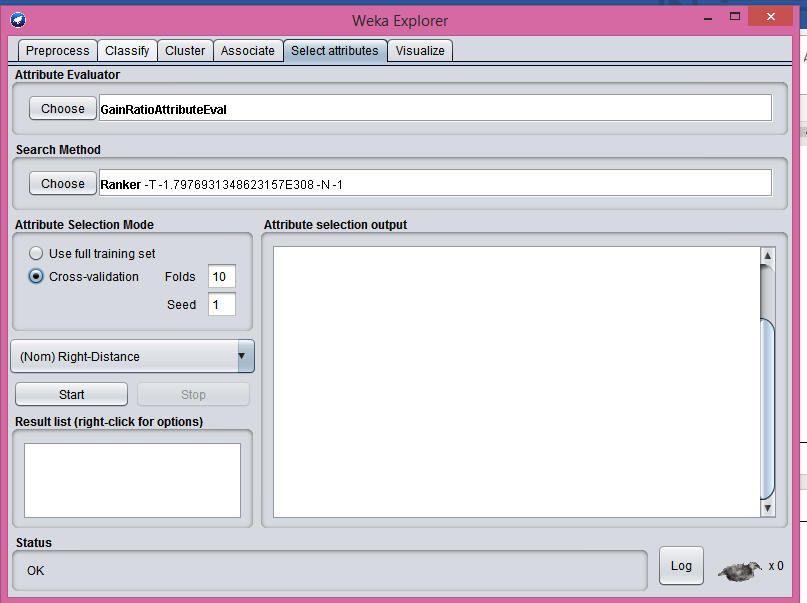 Weka Explorer
Preprocess Classify Cluster Associate Select attributes Visualize
Attribute Evaluator
Choose GainRatioAttributeEval
Search Method
Choose Ranker -T -1.7976931348623157E308 -N -1
Attribute Selection Mode
Use full training set
Cross-validation Folds 10
Seed 1
(Nom) Right-Distance
Start Stop
Result list (right-click for options)
Attribute selection output
Status
OK
Log x 0